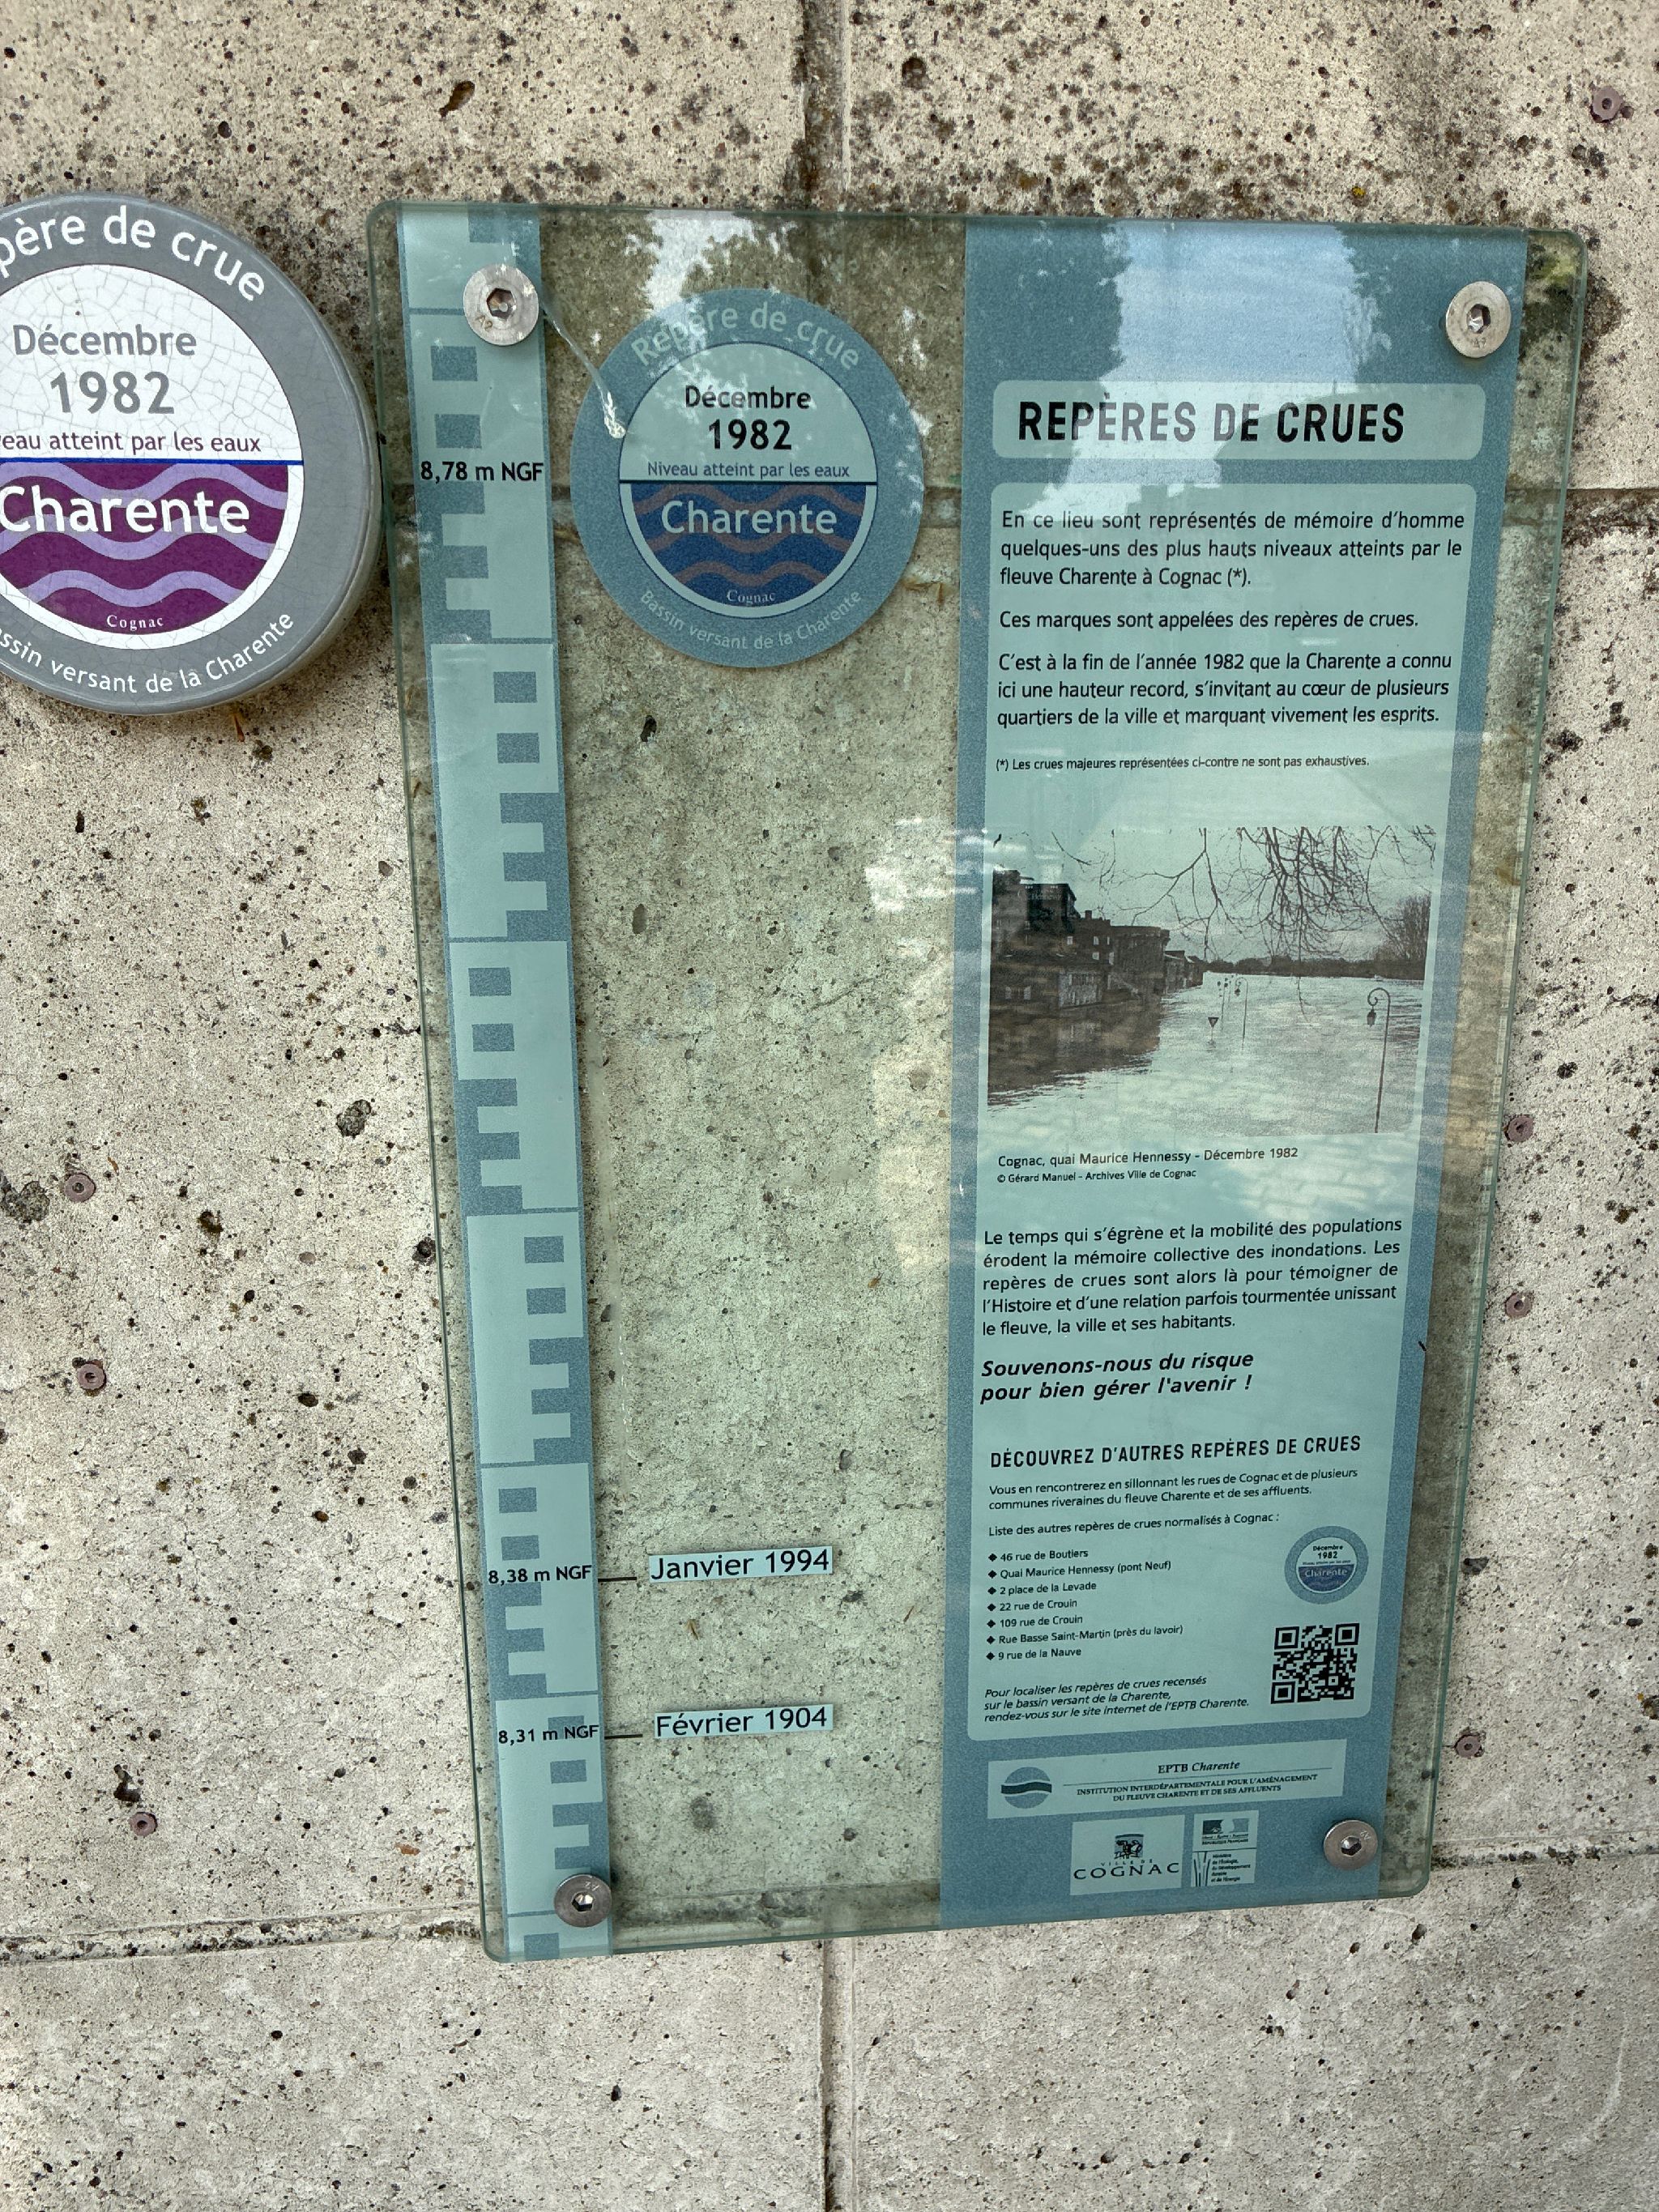 père de crue
Décembre
1982
eau atteint par les eaux
Charente
Cognac
ssin versant de la Charente
8,78 m NGF
Repère de crue
Décembre
1982
Niveau atteint par les eaux
Charente
Cognac
Bassin versant de la Charente
8,38 m NGF
Janvier 1994
8,31 m NGF
Février 1904
REPÈRES DE CRUES
En ce lieu sont représentés de mémoire d'homme
quelques-uns des plus hauts niveaux atteints par le
fleuve Charente à Cognac (*).
Ces marques sont appelées des repères de crues.
C'est à la fin de l'année 1982 que la Charente a connu
ici une hauteur record, s'invitant au cœur de plusieurs
quartiers de la ville et marquant vivement les esprits.
(*) Les crues majeures représentées ci-contre ne sont pas exhaustives.
Cognac, quai Maurice Hennessy - Décembre 1982
© Gérard Manuel - Archives Ville de Cognac
Le temps qui s'égrène et la mobilité des populations
érodent la mémoire collective des inondations. Les
repères de crues sont alors là pour témoigner de
l'Histoire et d'une relation parfois tourmentée unissant
le fleuve, la ville et ses habitants.
Souvenons-nous du risque
pour bien gérer l'avenir !
DÉCOUVREZ D'AUTRES REPÈRES DE CRUES
Vous en rencontrerez en sillonnant les rues de Cognac et de plusieurs
communes riveraines du fleuve Charente et de ses affluents.
Liste des autres repères de crues normalisés à Cognac :
◆ 46 rue de Boutiers
◆ Quai Maurice Hennessy (pont Neuf)
◆ 2 place de la Levade
◆ 22 rue de Crouin
◆ 109 rue de Crouin
◆ Rue Basse Saint-Martin (près du lavoir)
◆ 9 rue de la Nauve
Décembre
1982
Charente
Pour localiser les repères de crues recensés
sur le bassin versant de la Charente,
rendez-vous sur le site internet de l'EPTB Charente.
EPTB Charente
INSTITUTION INTERDÉPARTEMENTALE POUR L'AMÉNAGEMENT
DU FLEUVE CHARENTE ET DE SES AFFLUENTS
VILLE DE
COGNAC